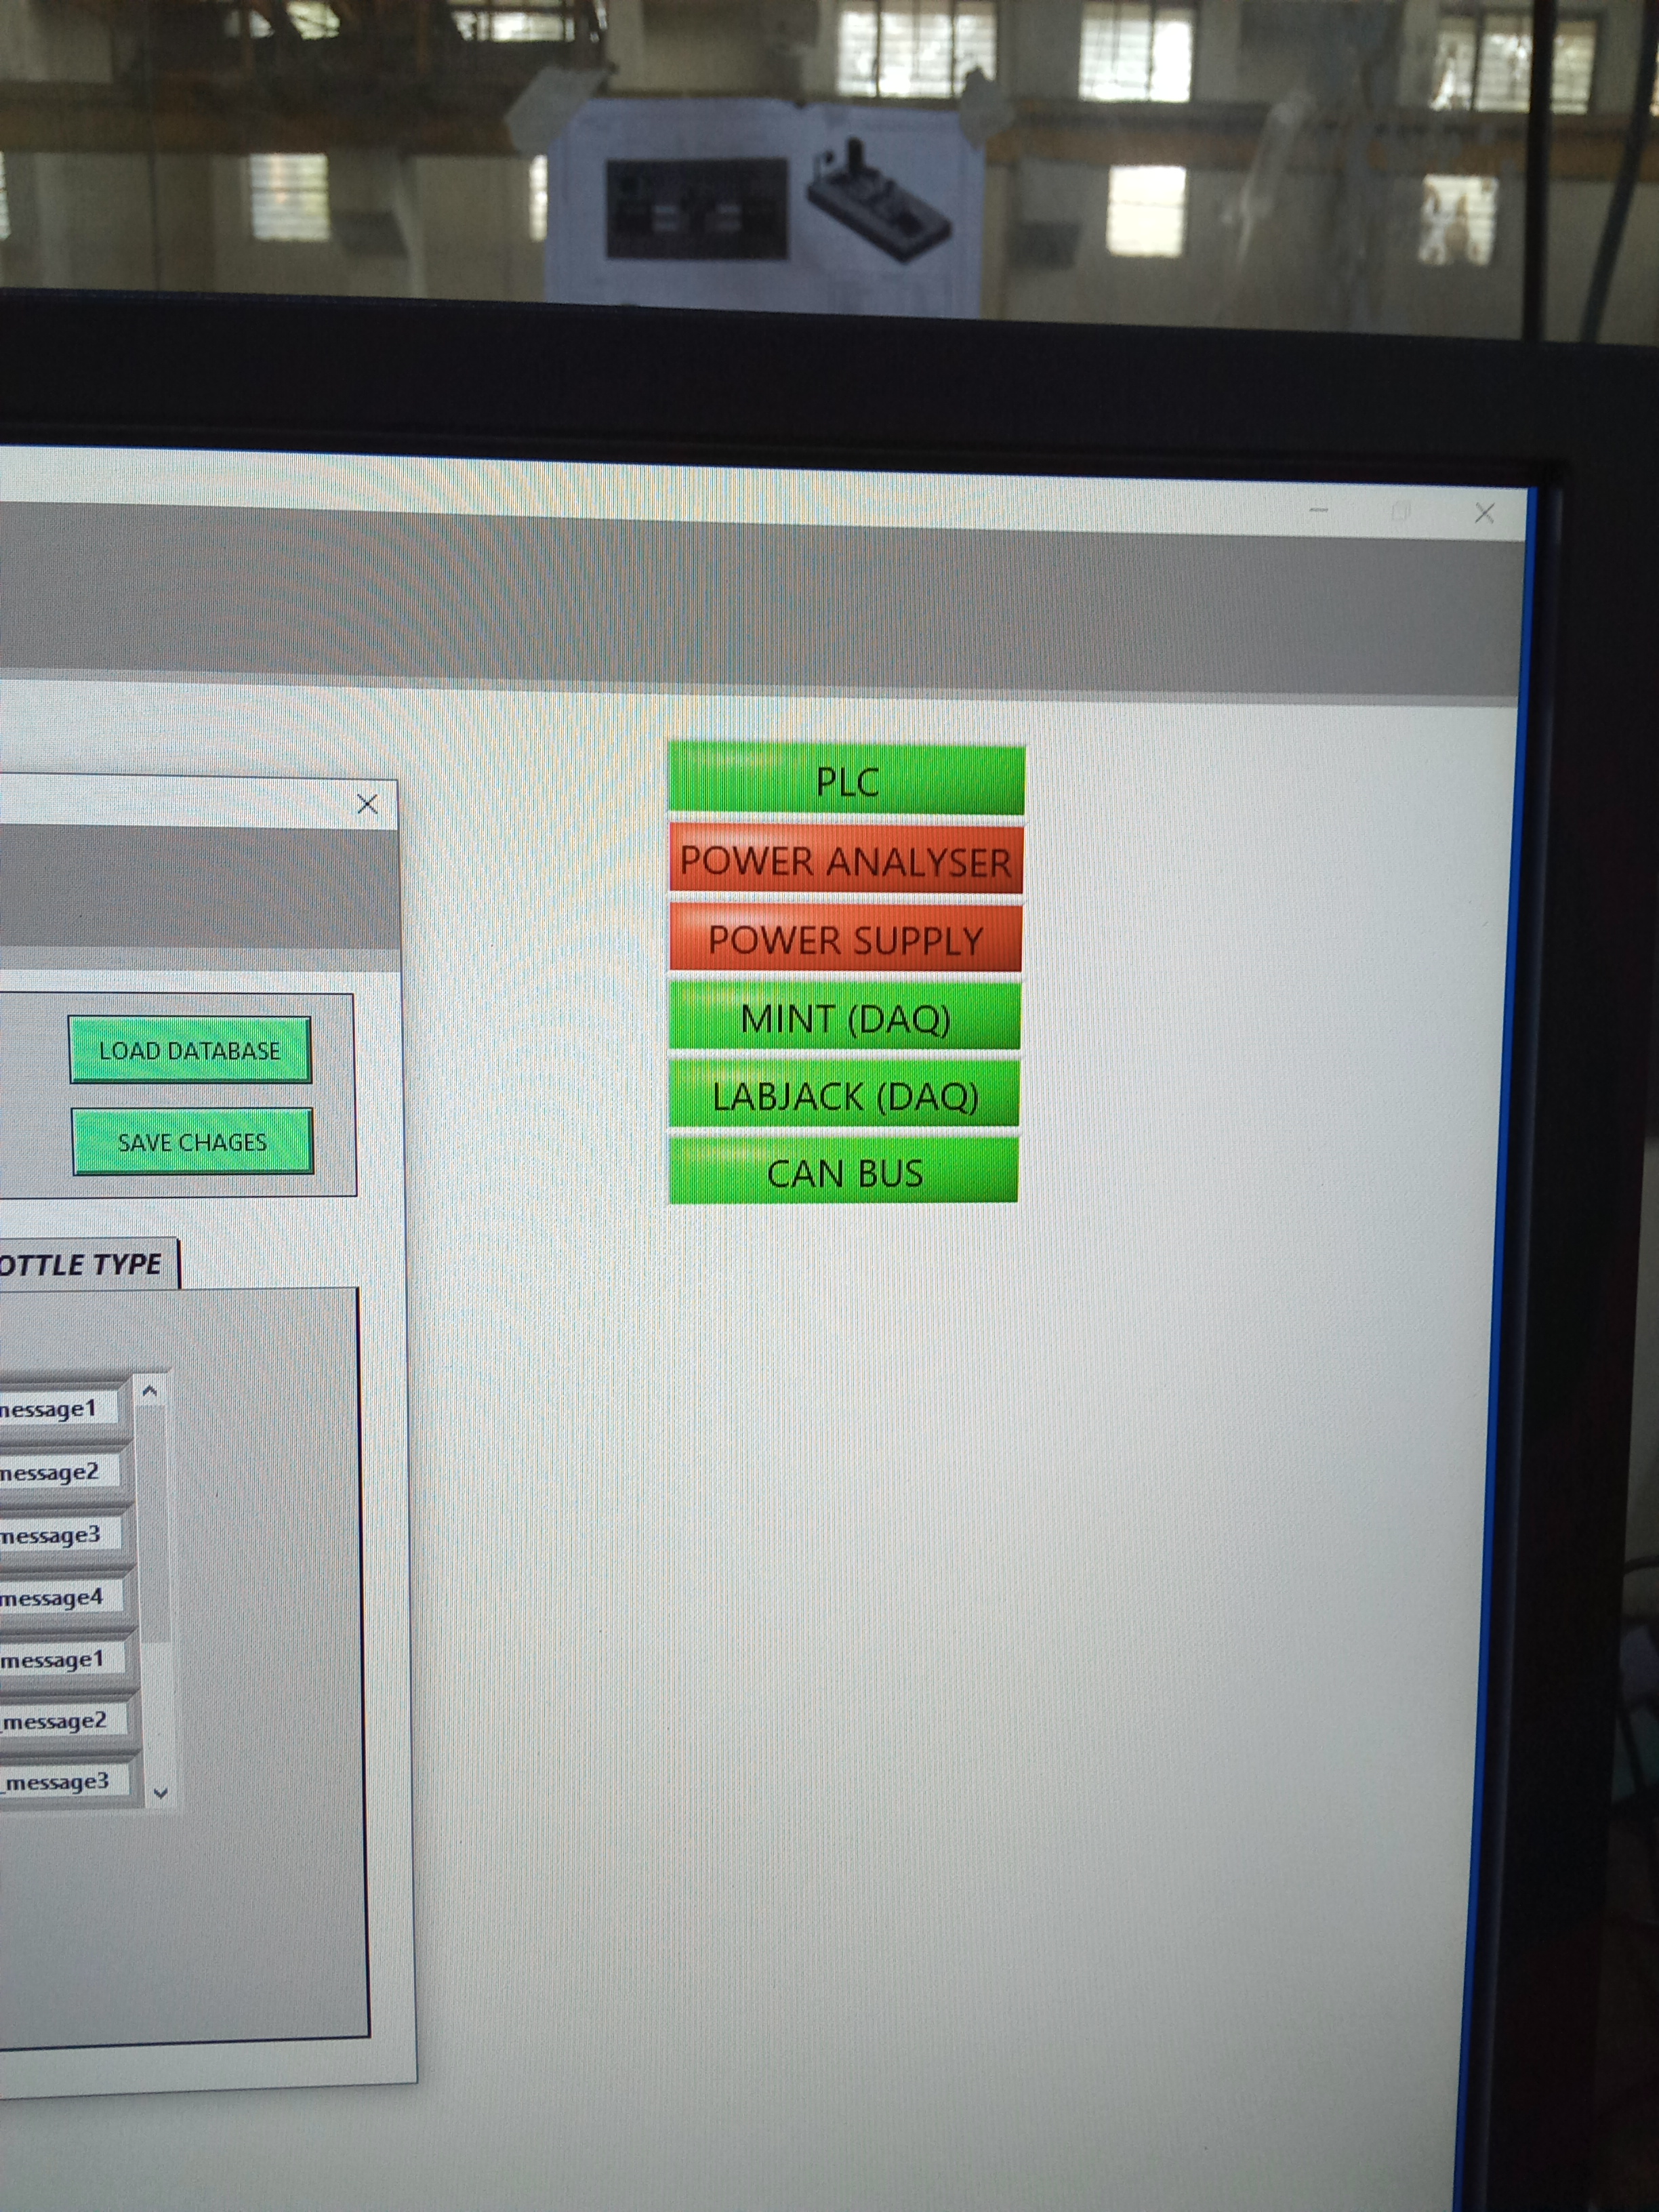 PLC
POWER ANALYSER
POWER SUPPLY
MINT (DAQ)
LABJACK (DAQ)
CAN BUS
LOAD DATABASE
SAVE CHAGES
OTTLE TYPE
message1
message2
message3
message4
message1
_message2
_message3